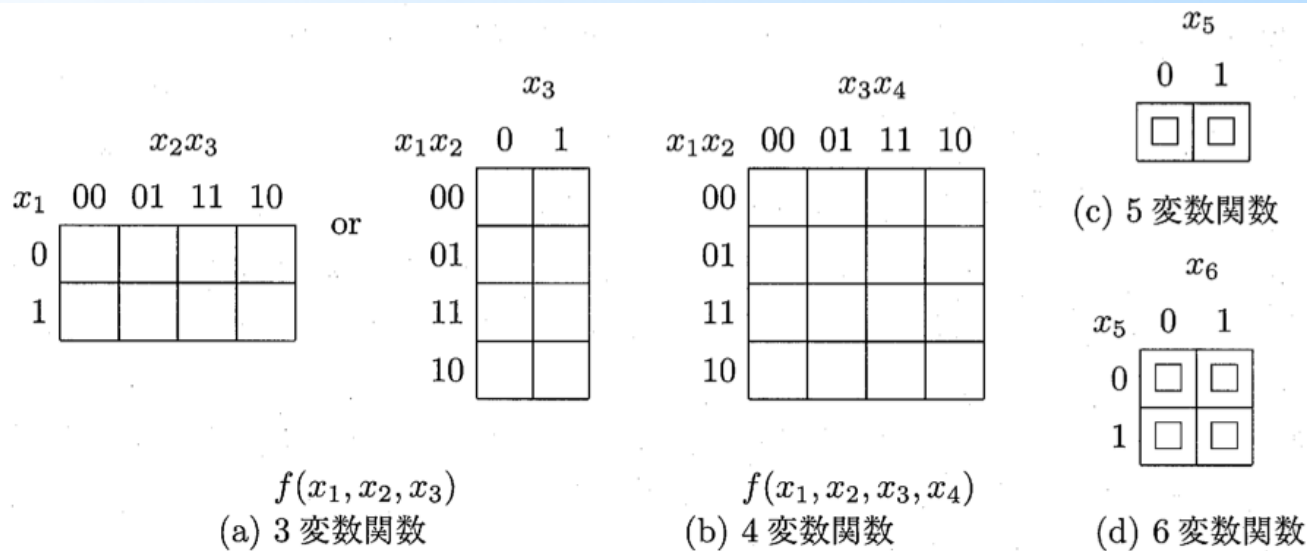 x₂x₃
x₁ 00 01 11 10
0
1
or
x₃
x₁x₂ 0 1
00
01
11
10
f(x₁, x₂, x₃)
(a) 3 変数関数
x₃x₄
x₁x₂ 00 01 11 10
00
01
11
10
f(x₁, x₂, x₃, x₄)
(b) 4 変数関数
x₅
0 1
(c) 5 変数関数
x₆
x₅ 0 1
0
1
(d) 6 変数関数